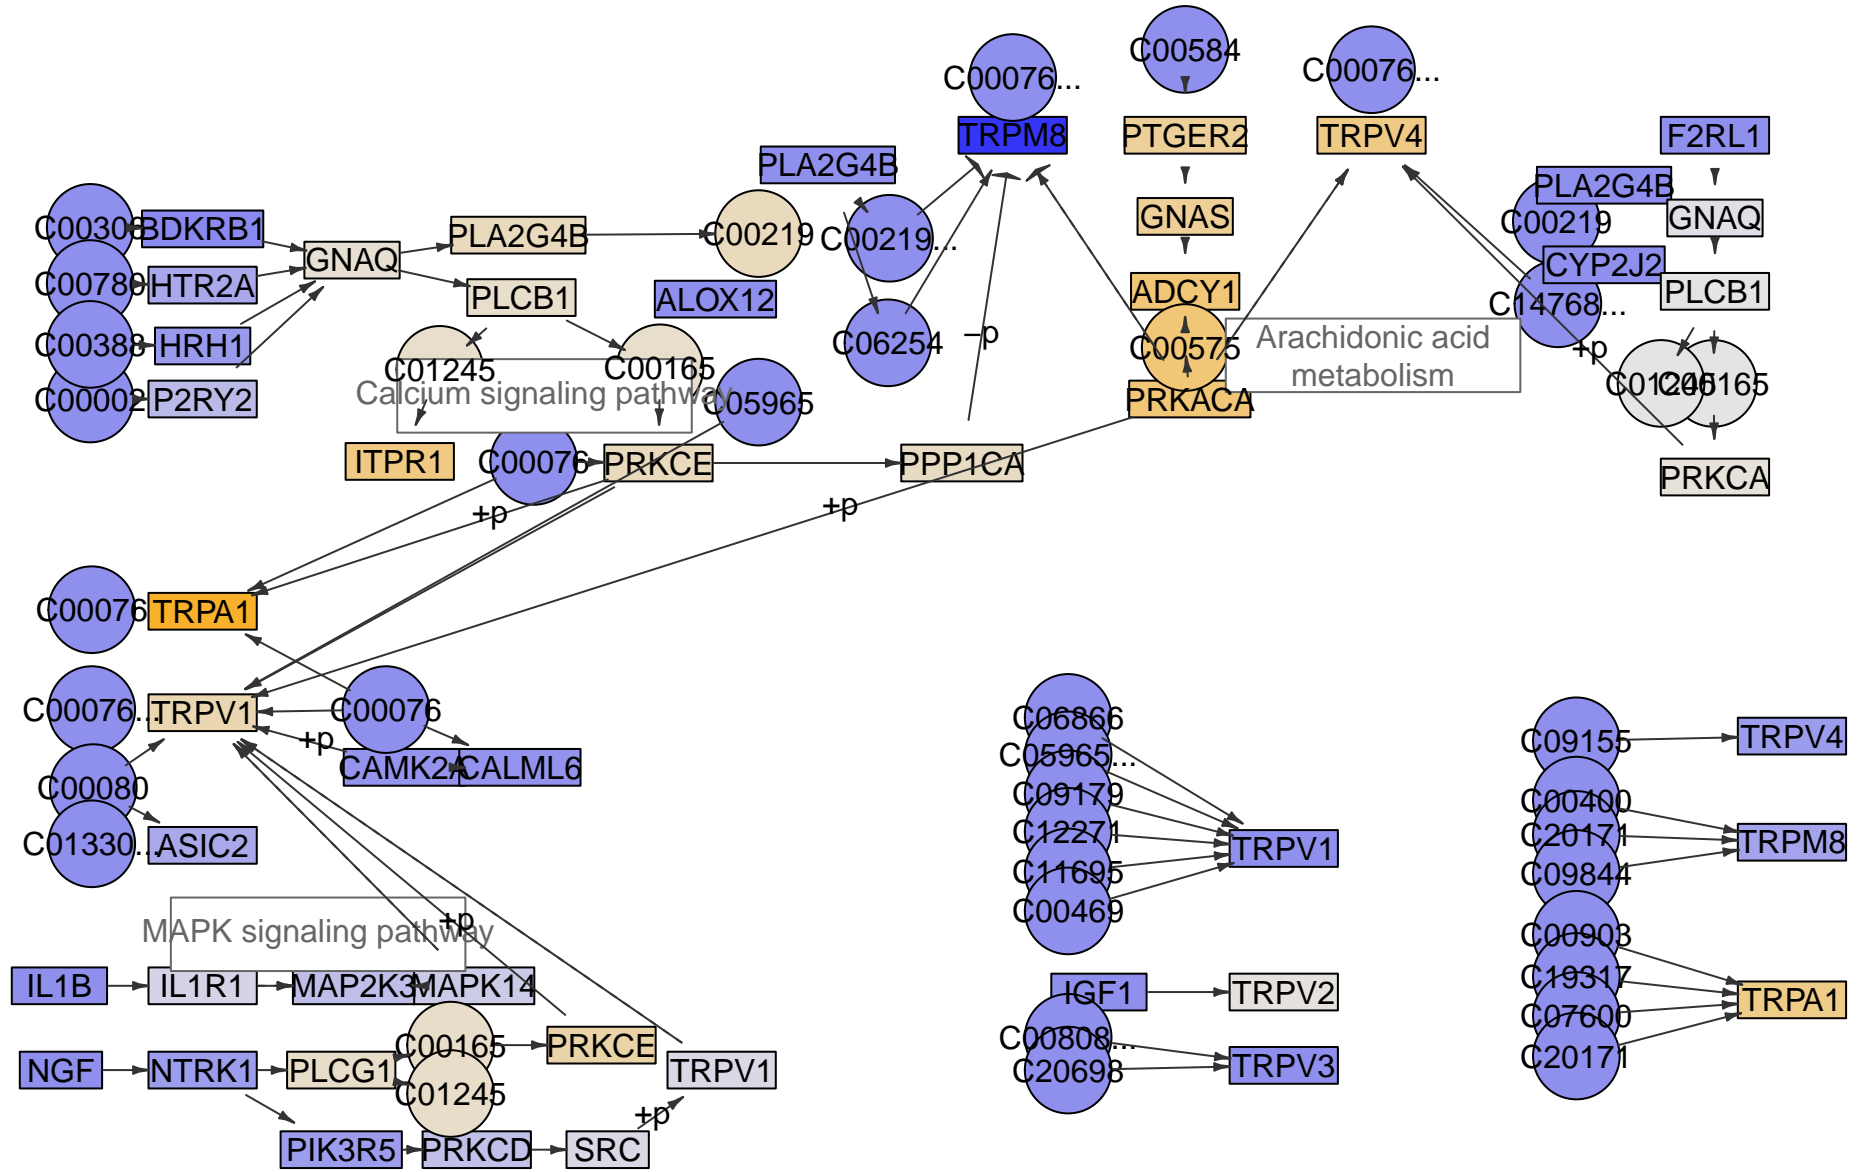 C00584
C00076...
C00076...
TRPM8
PTGER2
TRPV4
F2RL1
PLA2G4B
PLA2G4B
GNAS
GNAQ
BDKRB1
PLA2G4B
C00219
C00219...
C00219
GNAQ
CYP2J2
C00780
HTR2A
PLCB1
ALOX12
ADCY1
PLCB1
C14768...
C00388
HRH1
C06254
–p
C00575
Arachidonic acid
metabolism
+p
C01245
C00165
Calcium signaling pathway
C01245
C00165
C00002
P2RY2
C05965
PRKACA
ITPR1
C00076
PRKCE
PPP1CA
PRKCA
+p
+p
C00076
TRPA1
C00076...
TRPV1
C00076
+p
CAMK2A
CALML6
C00080
C01330...
ASIC2
C06866
C05965...
C09179
C12271
C11695
C00469
TRPV1
C09155
TRPV4
C00400
C20171
C09844
TRPM8
MAPK signaling pathway
+p
IL1B
IL1R1
MAP2K3
MAPK14
IGF1
TRPV2
C00903
C19317
C07600
C20171
TRPA1
C00165
PRKCE
C00808...
C20698
TRPV3
NGF
NTRK1
PLCG1
C01245
TRPV1
+p
PIK3R5
PRKCD
SRC